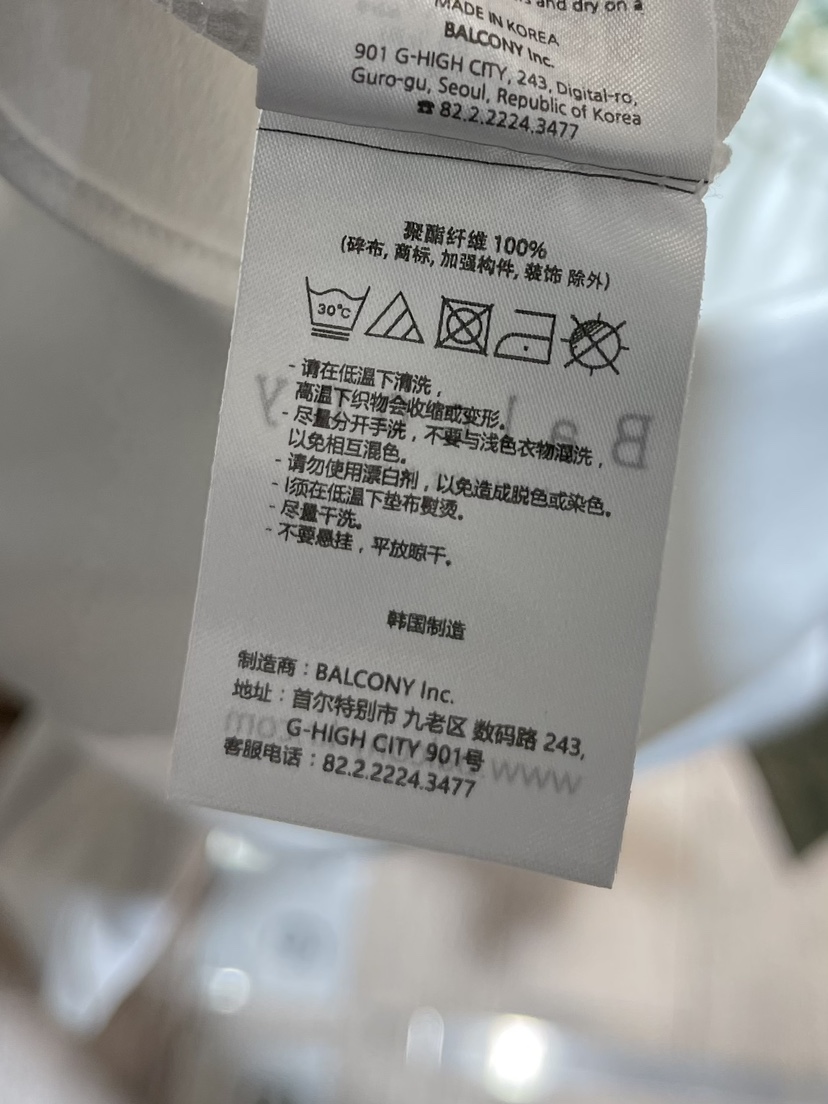 and dry on a
MADE IN KOREA
BALCONY Inc.
901 G-HIGH CITY, 243, Digital-ro,
Guro-gu, Seoul, Republic of Korea
☎ 82.2.2224.3477
聚酯纤维 100%
(碎布, 商标, 加强构件, 装饰 除外)
30℃
- 请在低温下清洗,
高温下织物会收缩或变形。
- 尽量分开手洗，不要与浅色衣物混洗，
以免相互混色。
- 请勿使用漂白剂，以免造成脱色或染色。
- 须在低温下垫布熨烫。
- 尽量干洗。
- 不要悬挂，平放晾干。
韩国制造
制造商：BALCONY Inc.
地址：首尔特别市 九老区 数码路 243,
G-HIGH CITY 901号
客服电话：82.2.2224.3477